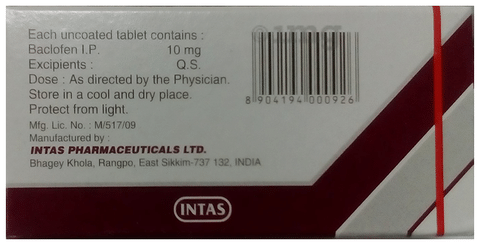 Each uncoated tablet contains :
Baclofen I.P. 10 mg
Excipients : Q.S.
Dose : As directed by the Physician.
Store in a cool and dry place.
Protect from light.
Mfg. Lic. No. : M/517/09
Manufactured by :
INTAS PHARMACEUTICALS LTD.
Bhagey Khola, Rangpo, East Sikkim-737 132, INDIA
8 904194 000926
INTAS